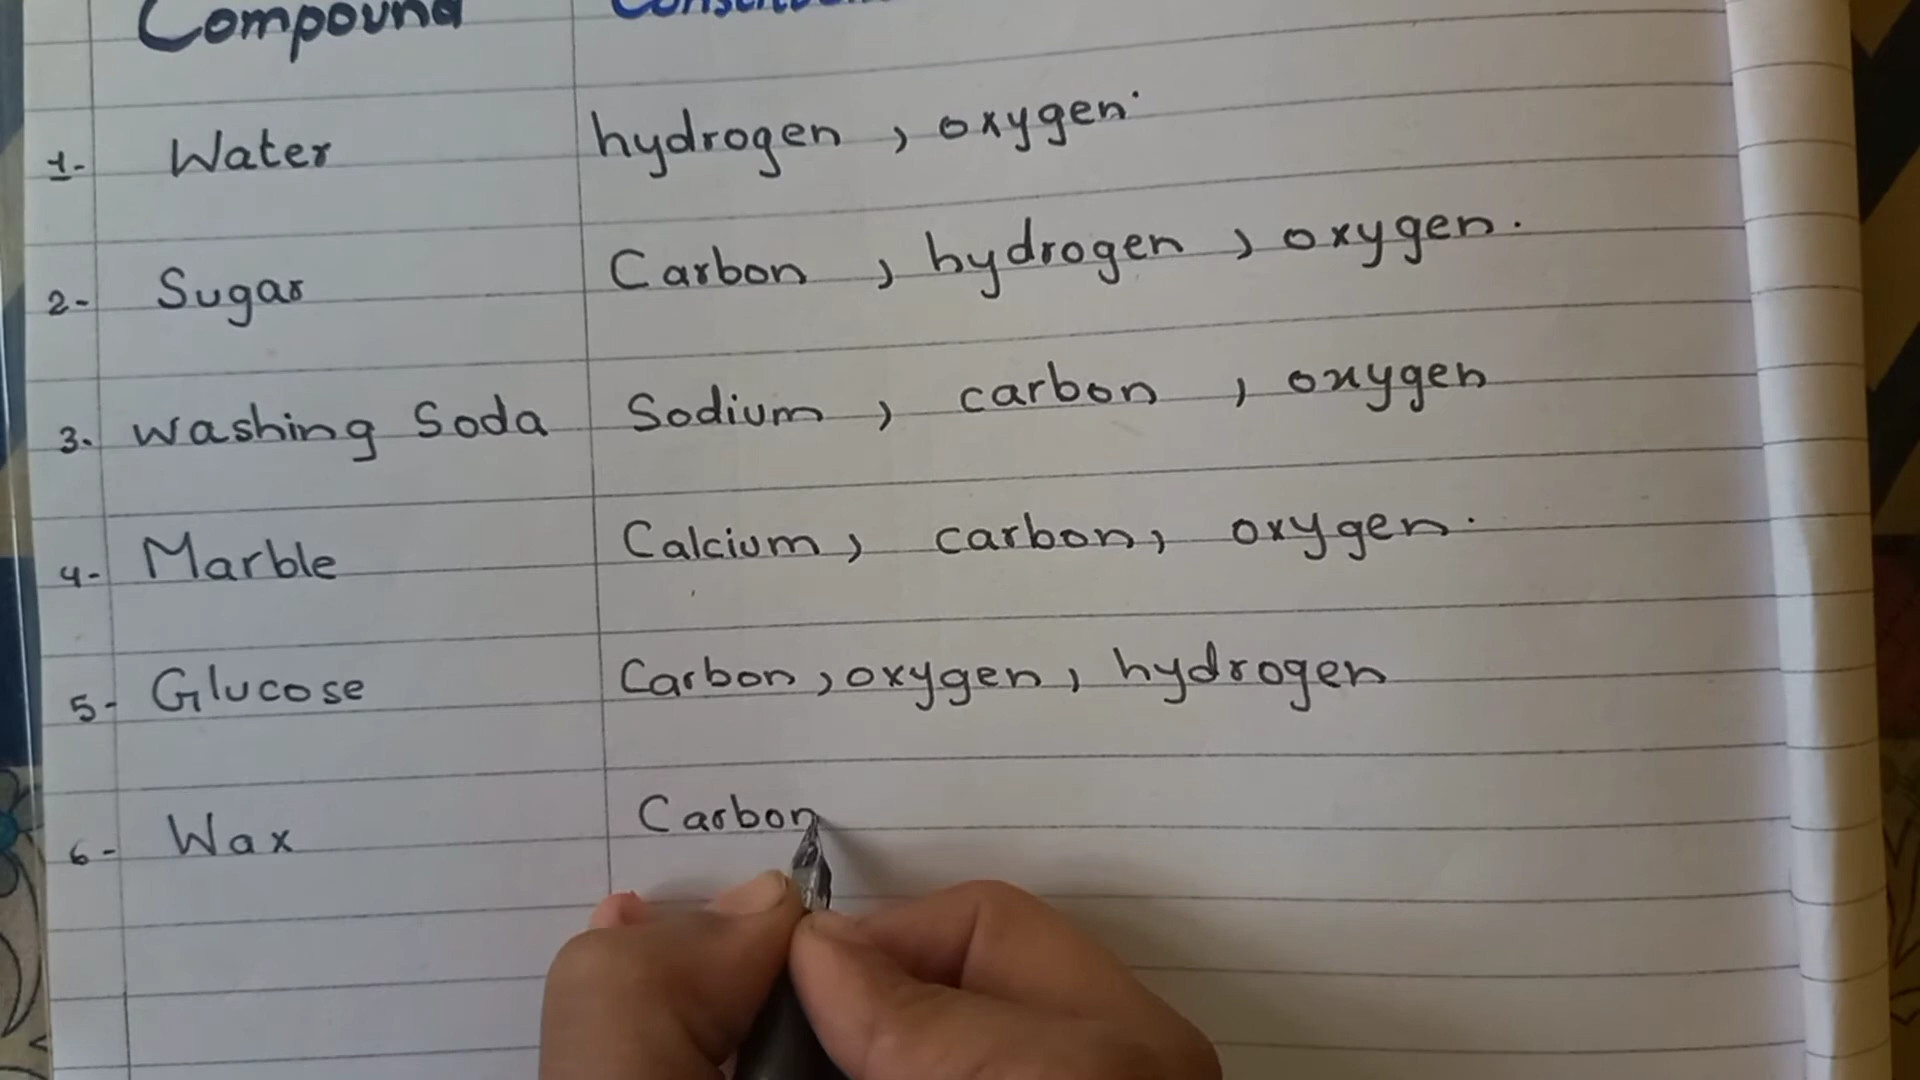 Compound
1- Water hydrogen , oxygen.
2- Sugar Carbon , hydrogen , oxygen.
3. Washing Soda Sodium , carbon , oxygen
4- Marble Calcium , carbon , oxygen.
5- Glucose Carbon , oxygen , hydrogen
6- Wax Carbon